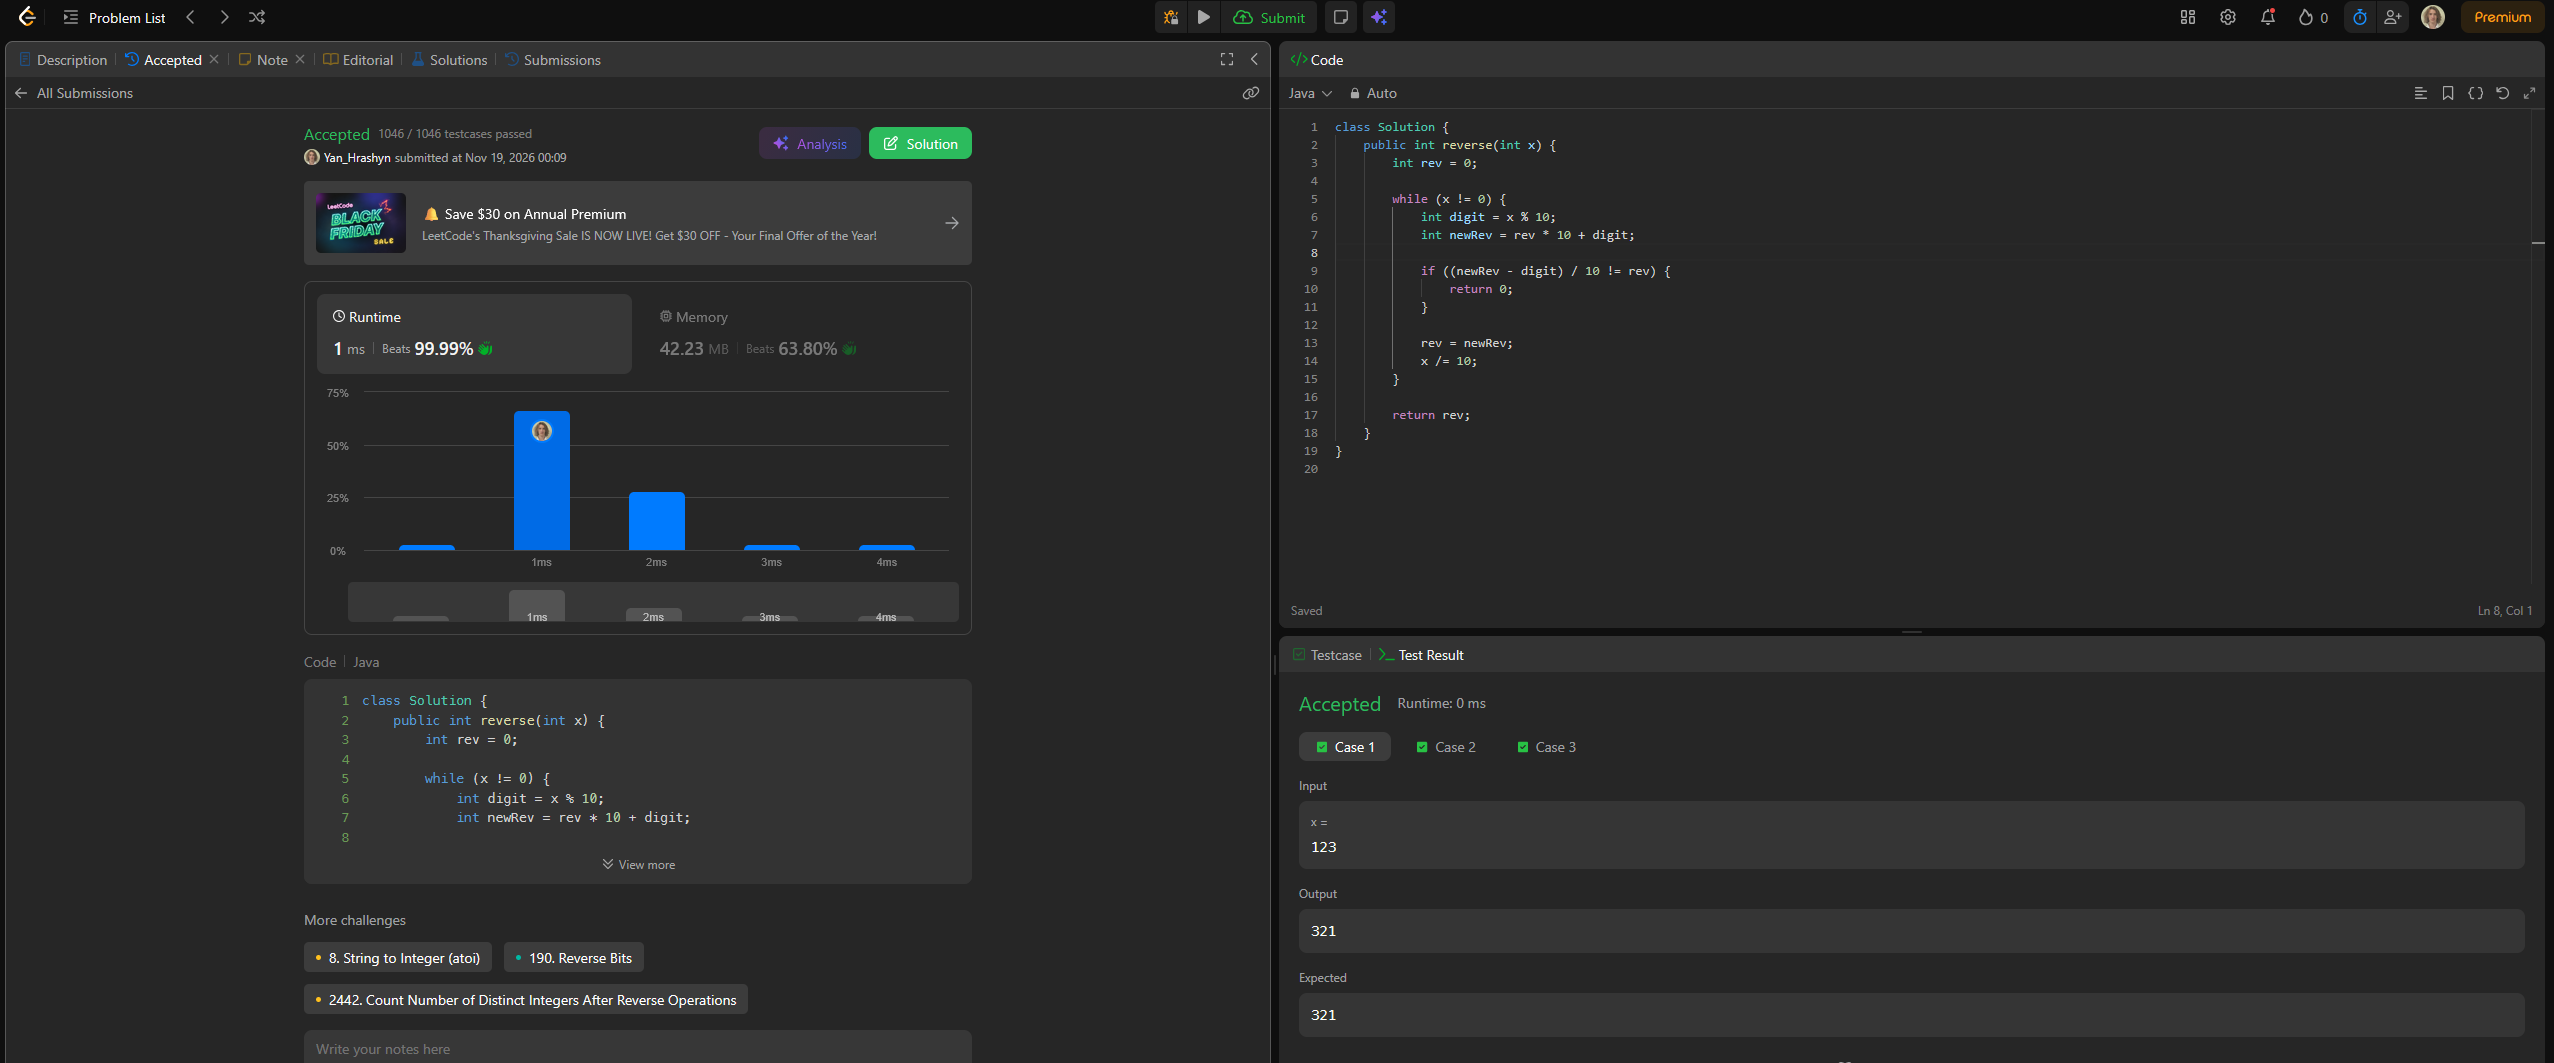 Problem List
Submit
0
Premium
Description
Accepted
Note
Editorial
Solutions
Submissions
All Submissions
Accepted 1046 / 1046 testcases passed
Yan_Hrashyn submitted at Nov 19, 2026 00:09
Analysis
Solution
LeetCode
BLACK
FRIDAY
SALE
Save $30 on Annual Premium
LeetCode's Thanksgiving Sale IS NOW LIVE! Get $30 OFF - Your Final Offer of the Year!
Runtime
1 ms Beats 99.99%
Memory
42.23 MB Beats 63.80%
75%
50%
25%
0%
1ms 2ms 3ms 4ms
1ms 2ms 3ms 4ms
Code Java
1 class Solution {
2 public int reverse(int x) {
3 int rev = 0;
4
5 while (x != 0) {
6 int digit = x % 10;
7 int newRev = rev * 10 + digit;
8
View more
More challenges
8. String to Integer (atoi)
190. Reverse Bits
2442. Count Number of Distinct Integers After Reverse Operations
Write your notes here
</> Code
Java
Auto
1 class Solution {
2 public int reverse(int x) {
3 int rev = 0;
4
5 while (x != 0) {
6 int digit = x % 10;
7 int newRev = rev * 10 + digit;
8
9 if ((newRev - digit) / 10 != rev) {
10 return 0;
11 }
12
13 rev = newRev;
14 x /= 10;
15 }
16
17 return rev;
18 }
19 }
20
Saved
Ln 8, Col 1
Testcase
Test Result
Accepted Runtime: 0 ms
Case 1
Case 2
Case 3
Input
x =
123
Output
321
Expected
321